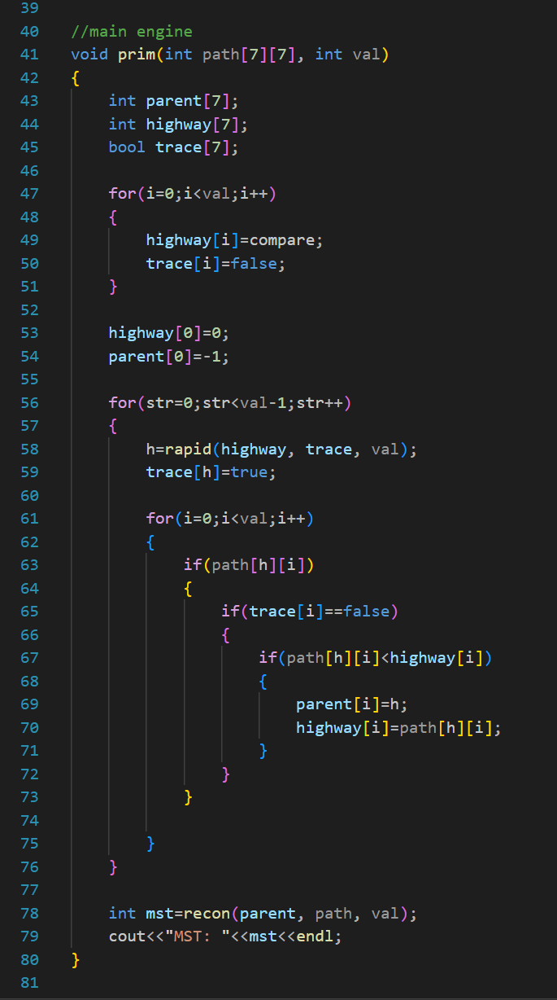 39
40 //main engine
41 void prim(int path[7][7], int val)
42 {
43     int parent[7];
44     int highway[7];
45     bool trace[7];
46
47     for(i=0;i<val;i++)
48     {
49         highway[i]=compare;
50         trace[i]=false;
51     }
52
53     highway[0]=0;
54     parent[0]=-1;
55
56     for(str=0;str<val-1;str++)
57     {
58         h=rapid(highway, trace, val);
59         trace[h]=true;
60
61         for(i=0;i<val;i++)
62         {
63             if(path[h][i])
64             {
65                 if(trace[i]==false)
66                 {
67                     if(path[h][i]<highway[i])
68                     {
69                         parent[i]=h;
70                         highway[i]=path[h][i];
71                     }
72                 }
73             }
74
75         }
76     }
77
78     int mst=recon(parent, path, val);
79     cout<<"MST: "<<mst<<endl;
80 }
81